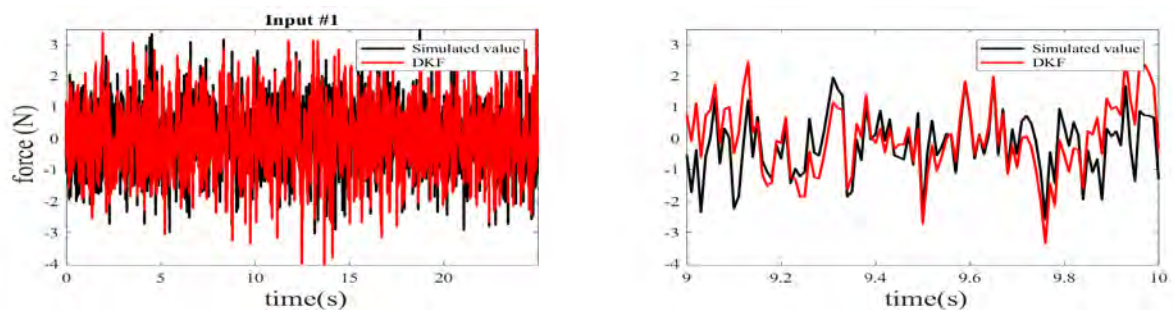 Input #1
force (N)
3
2
1
0
-1
-2
-3
-4
Simulated value
DKF
0 5 10 15 20
time(s)
3
2
1
0
-1
-2
-3
-4
Simulated value
DKF
9 9.2 9.4 9.6 9.8 10
time(s)